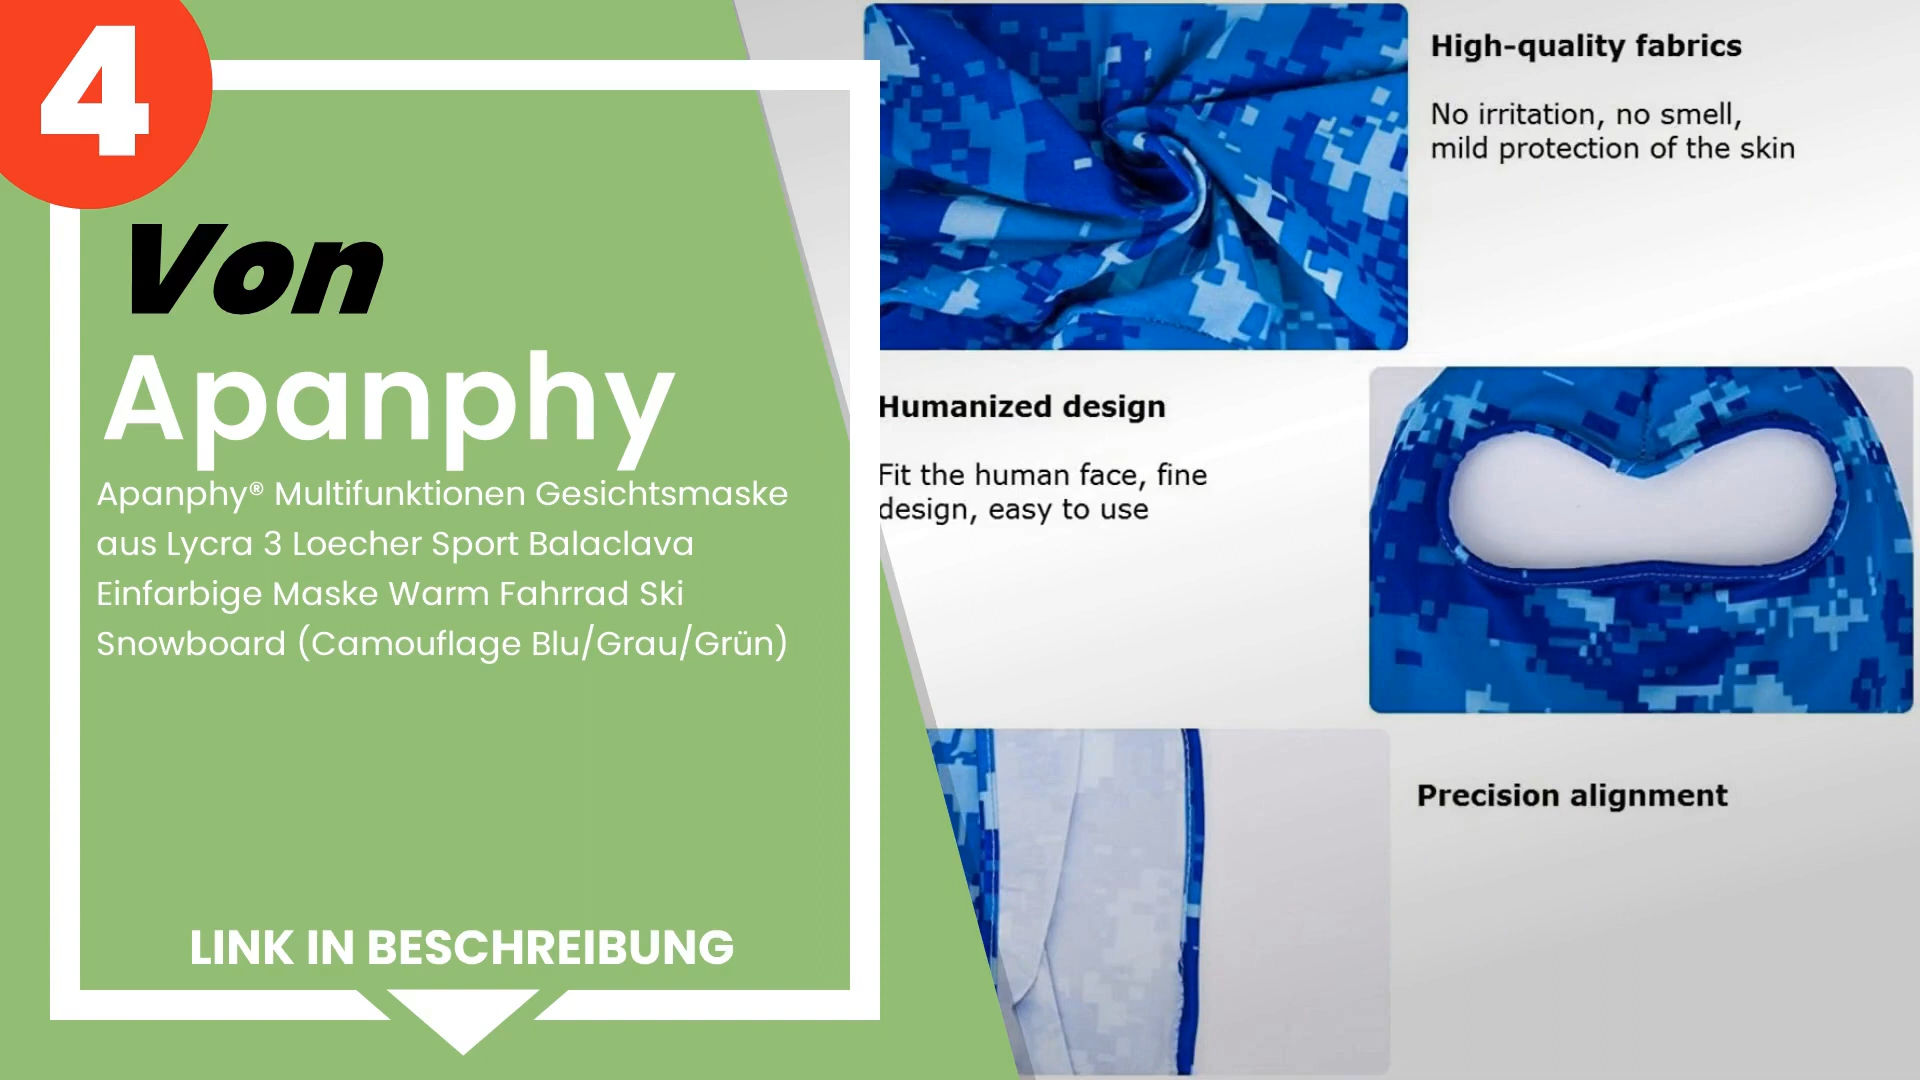 4
Von
Apanphy
Apanphy® Multifunktionen Gesichtsmaske
aus Lycra 3 Loecher Sport Balaclava
Einfarbige Maske Warm Fahrrad Ski
Snowboard (Camouflage Blu/Grau/Grün)
LINK IN BESCHREIBUNG
High-quality fabrics
No irritation, no smell,
mild protection of the skin
Humanized design
Fit the human face, fine
design, easy to use
Precision alignment